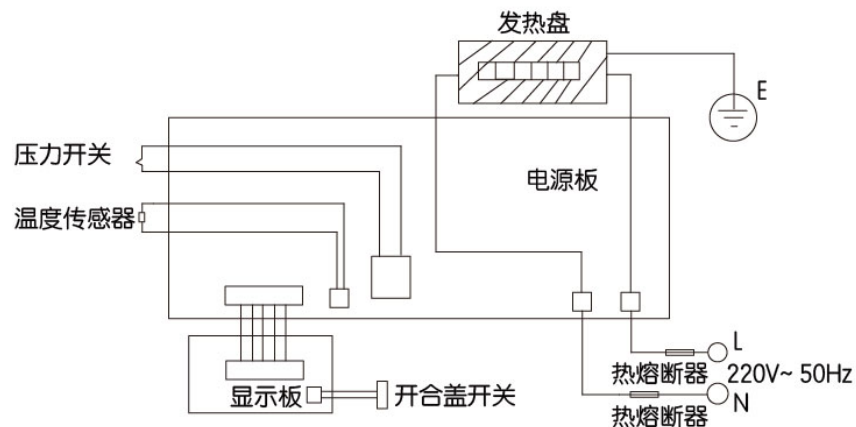 发热盘
E
压力开关
电源板
温度传感器
L
热熔断器 220V~ 50Hz
显示板
开合盖开关
N
热熔断器